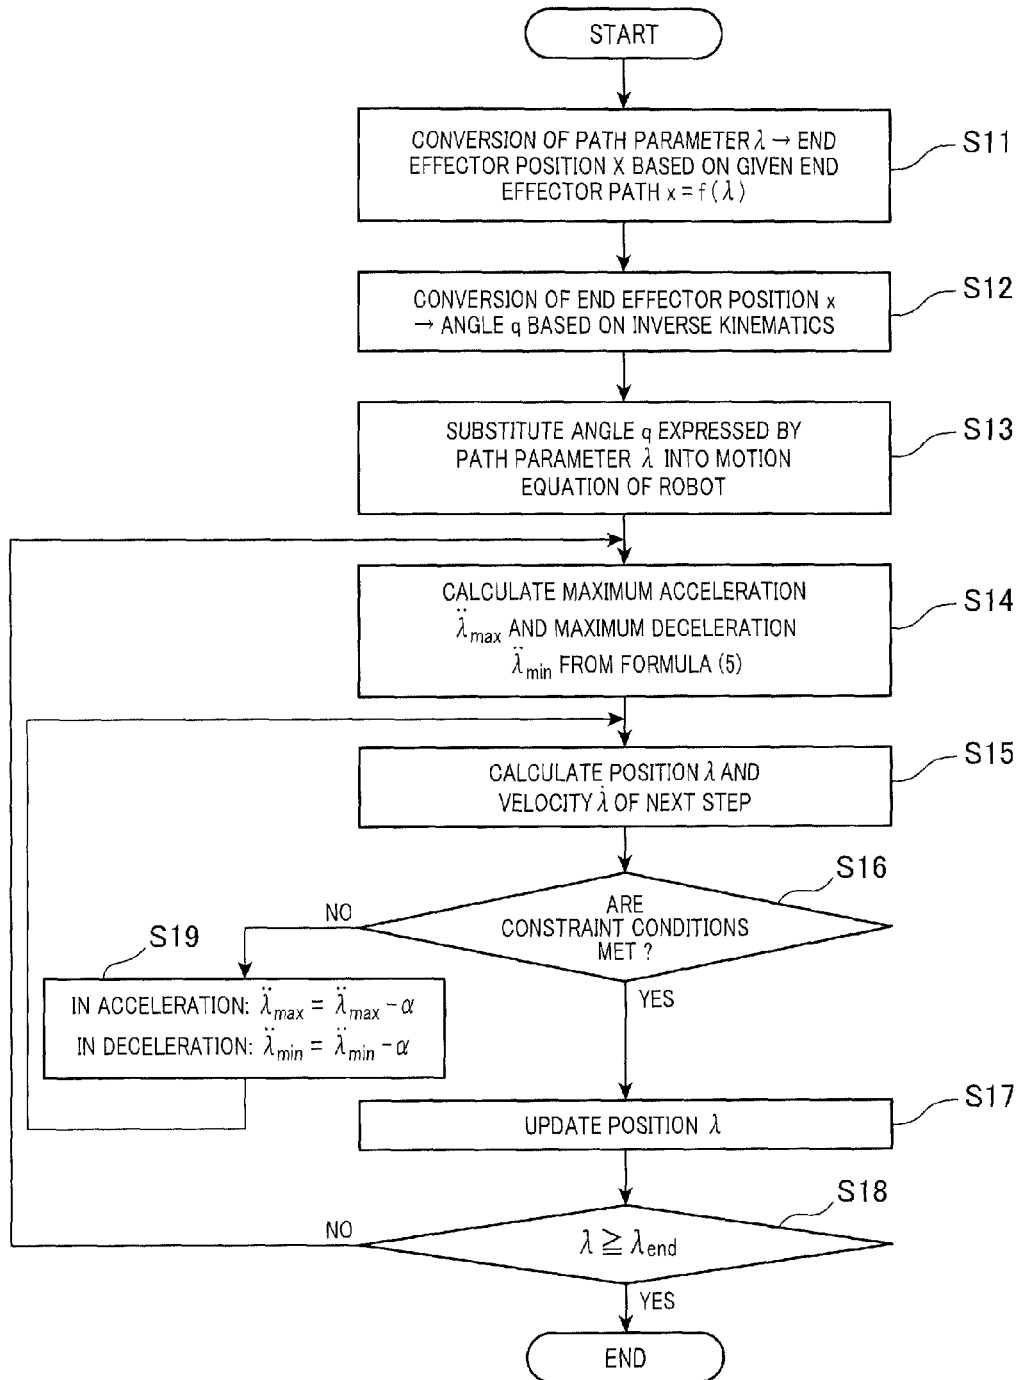 START
CONVERSION OF PATH PARAMETER λ → END
EFFECTOR POSITION X BASED ON GIVEN END
EFFECTOR PATH x = f(λ)
S11
CONVERSION OF END EFFECTOR POSITION x
→ ANGLE q BASED ON INVERSE KINEMATICS
S12
SUBSTITUTE ANGLE q EXPRESSED BY
PATH PARAMETER λ INTO MOTION
EQUATION OF ROBOT
S13
CALCULATE MAXIMUM ACCELERATION
λ̈max AND MAXIMUM DECELERATION
λ̈min FROM FORMULA (5)
S14
CALCULATE POSITION λ AND
VELOCITY λ̇ OF NEXT STEP
S15
ARE
CONSTRAINT CONDITIONS
MET ?
S16
NO
YES
S19
IN ACCELERATION: λ̈max = λ̈max - α
IN DECELERATION: λ̈min = λ̈min - α
UPDATE POSITION λ
S17
λ ≧ λend
S18
NO
YES
END